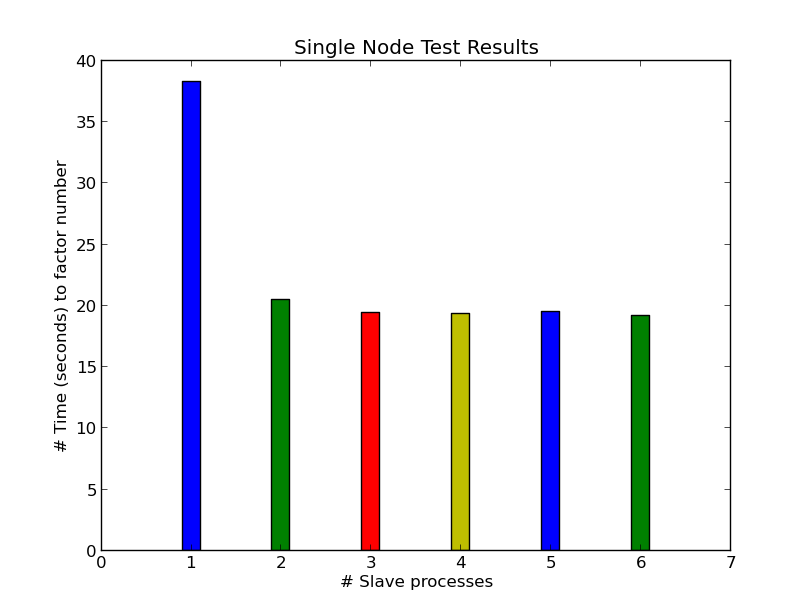 Single Node Test Results
# Time (seconds) to factor number
40
35
30
25
20
15
10
5
0
0 1 2 3 4 5 6 7
# Slave processes